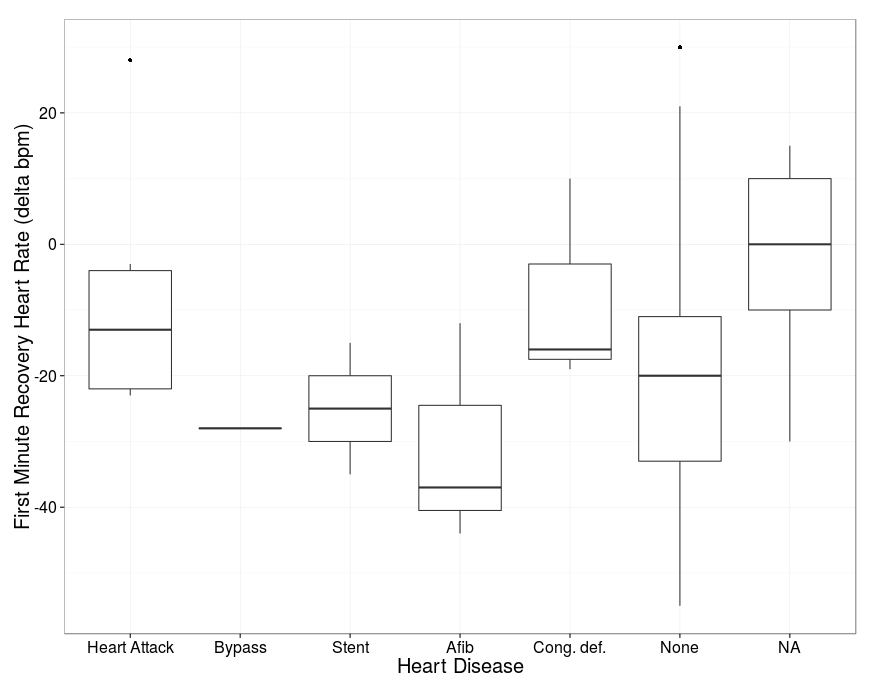 First Minute Recovery Heart Rate (delta bpm)
20
0
-20
-40
Heart Attack Bypass Stent Afib Cong. def. None NA
Heart Disease